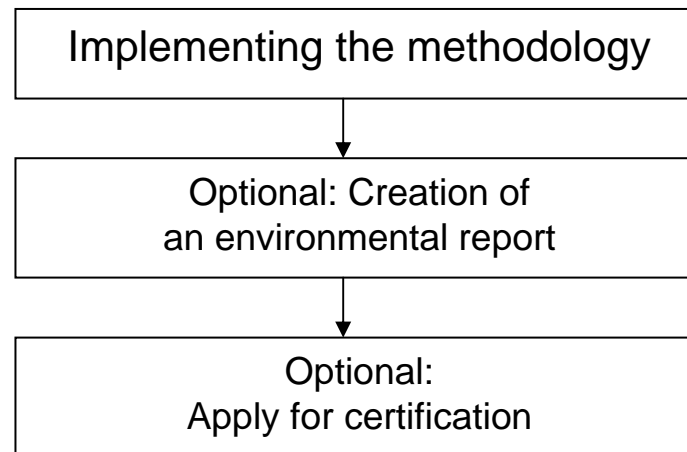 Implementing the methodology
Optional: Creation of
an environmental report
Optional:
Apply for certification